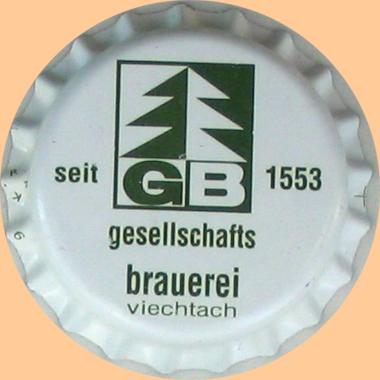 GB
seit 1553
gesellschafts
brauerei
viechtach